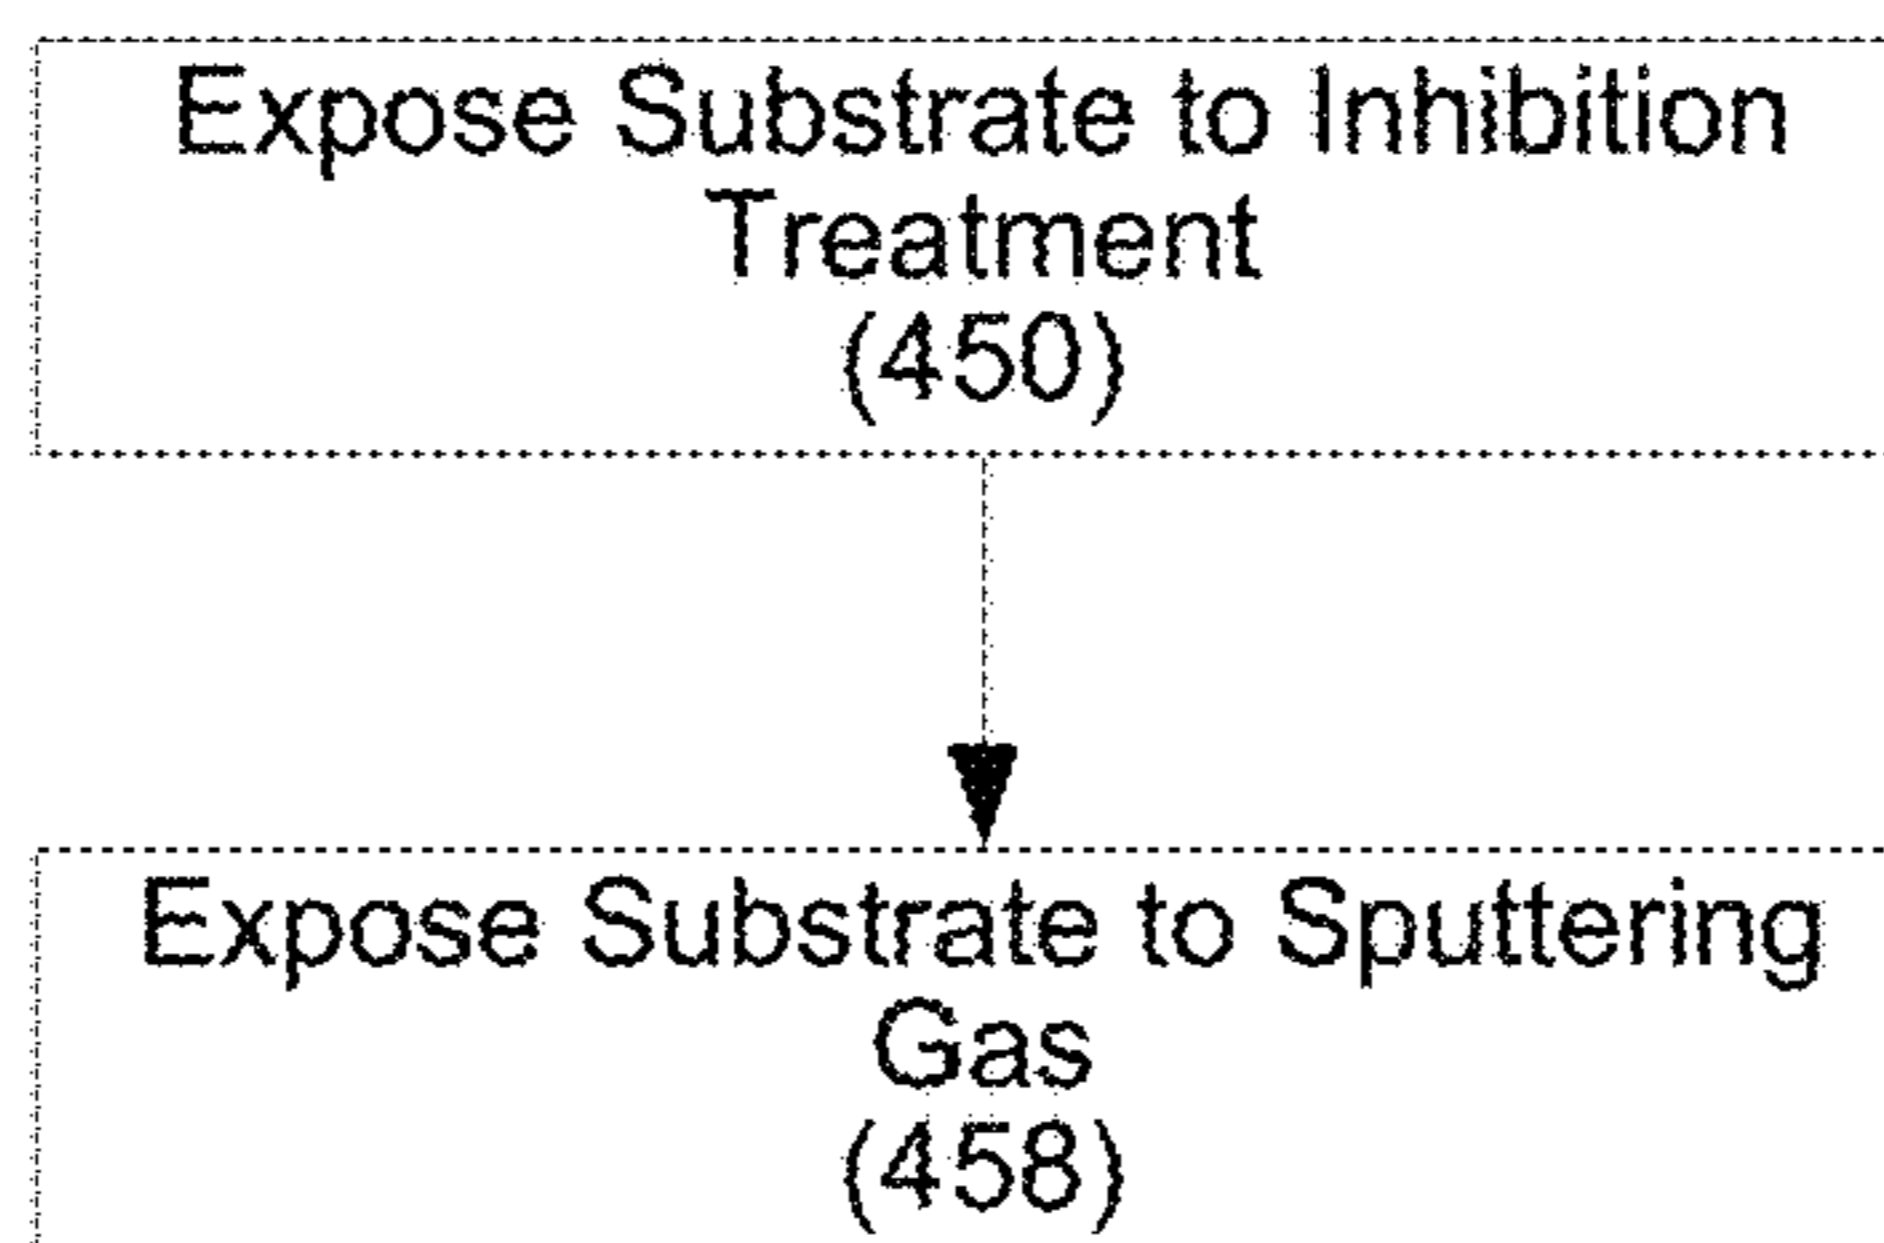 Expose Substrate to Inhibition
Treatment
(450)
Expose Substrate to Sputtering
Gas
(458)